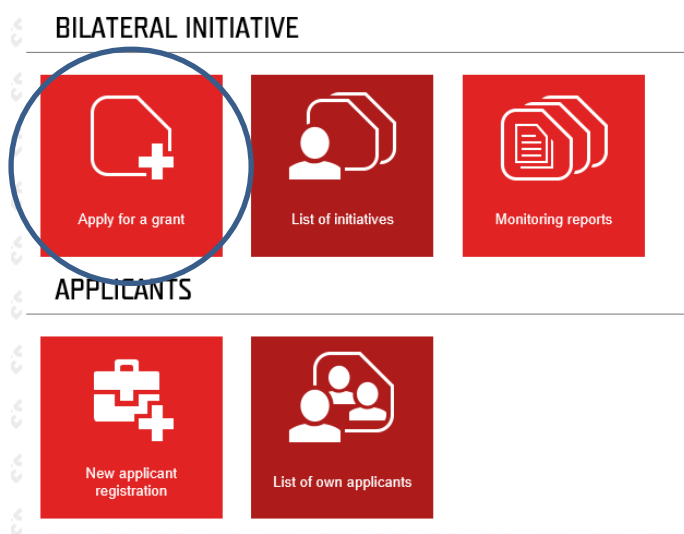 BILATERAL INITIATIVE
Apply for a grant
List of initiatives
Monitoring reports
APPLICANTS
New applicant
registration
List of own applicants